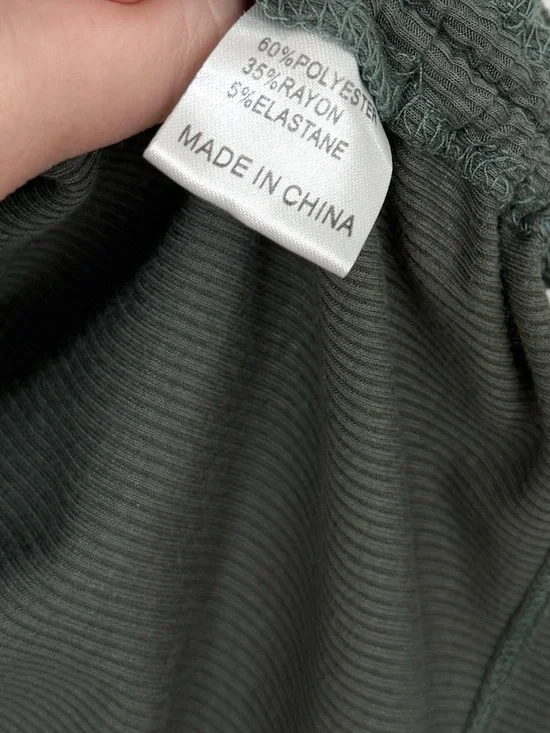 60%POLYESTER
35%RAYON
5%ELASTANE
MADE IN CHINA